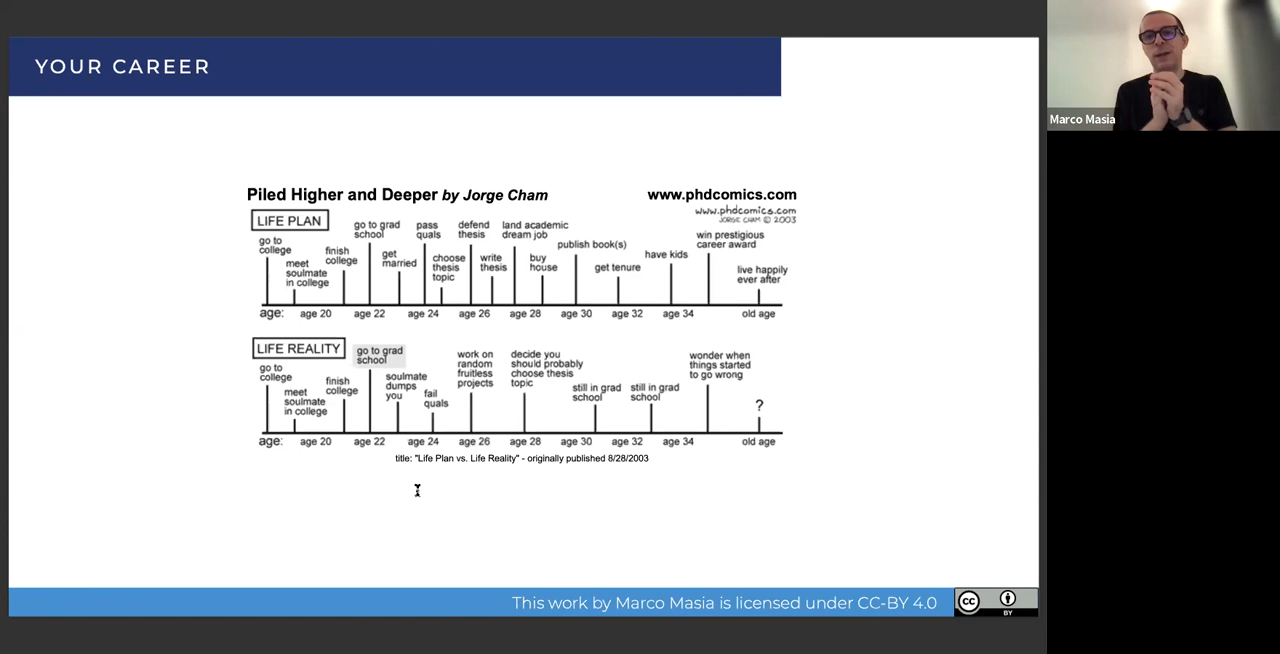 YOUR CAREER
Marco Masia
Piled Higher and Deeper by Jorge Cham
www.phdcomics.com
www.phdcomics.com
JORGE CHAM © 2003
LIFE PLAN
go to
college
meet
soulmate
in college
finish
college
go to grad
school
get
married
pass
quals
choose
thesis
topic
defend
thesis
write
thesis
land academic
dream job
buy
house
publish book(s)
get tenure
have kids
win prestigious
career award
live happily
ever after
age: age 20 age 22 age 24 age 26 age 28 age 30 age 32 age 34 old age
LIFE REALITY
go to
college
meet
soulmate
in college
finish
college
go to grad
school
soulmate
dumps
you
fail
quals
work on
random
fruitless
projects
decide you
should probably
choose thesis
topic
still in grad
school
still in grad
school
wonder when
things started
to go wrong
?
age: age 20 age 22 age 24 age 26 age 28 age 30 age 32 age 34 old age
title: "Life Plan vs. Life Reality" - originally published 8/28/2003
This work by Marco Masia is licensed under CC-BY 4.0
cc
BY